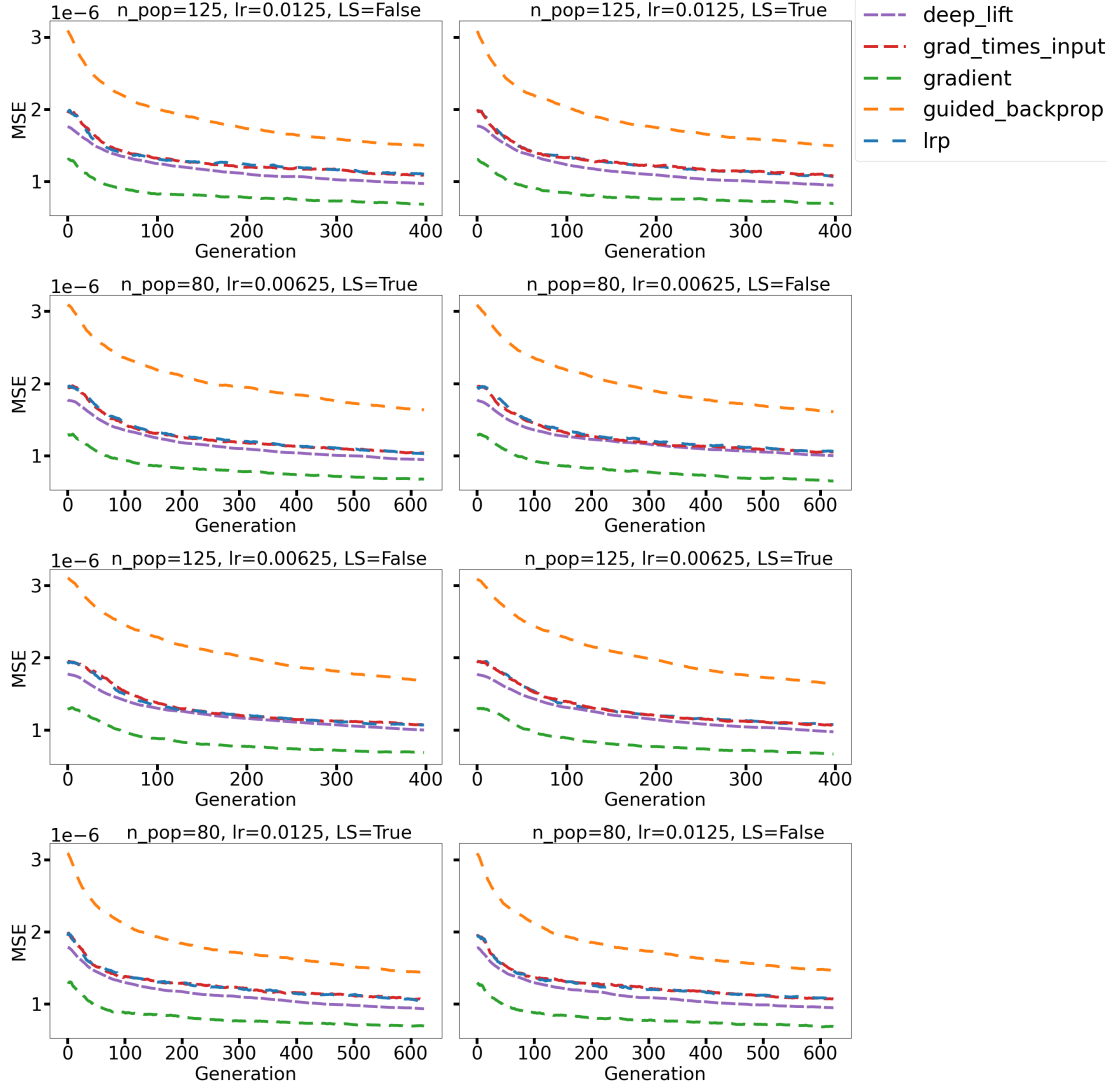 n_pop=125, lr=0.0125, LS=False
n_pop=125, lr=0.0125, LS=True
1e−6
MSE
3
2
1
0 100 200 300 400
0 100 200 300 400
Generation
Generation
deep_lift
grad_times_input
gradient
guided_backprop
lrp
1e−6
n_pop=80, lr=0.00625, LS=True
n_pop=80, lr=0.00625, LS=False
MSE
3
2
1
0 100 200 300 400 500 600
0 100 200 300 400 500 600
Generation
Generation
1e−6
n_pop=125, lr=0.00625, LS=False
n_pop=125, lr=0.00625, LS=True
MSE
3
2
1
0 100 200 300 400
0 100 200 300 400
Generation
Generation
1e−6
n_pop=80, lr=0.0125, LS=True
n_pop=80, lr=0.0125, LS=False
MSE
3
2
1
0 100 200 300 400 500 600
0 100 200 300 400 500 600
Generation
Generation